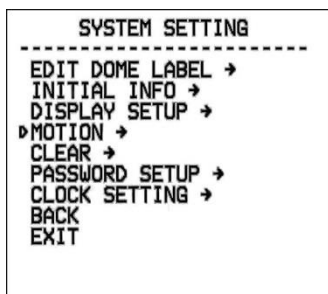 SYSTEM SETTING
EDIT DOME LABEL →
INITIAL INFO →
DISPLAY SETUP →
MOTION →
CLEAR →
PASSWORD SETUP →
CLOCK SETTING →
BACK
EXIT